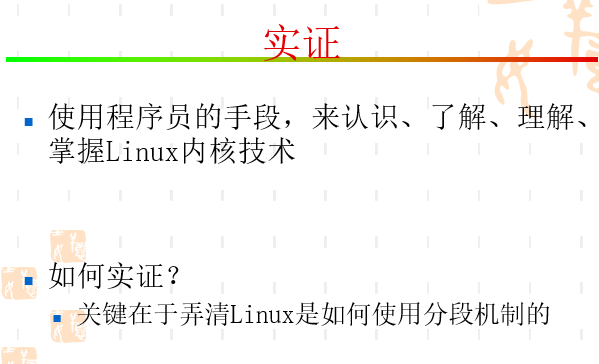 实证
使用程序员的手段，来认识、了解、理解、
掌握Linux内核技术
如何实证？
关键在于弄清Linux是如何使用分段机制的